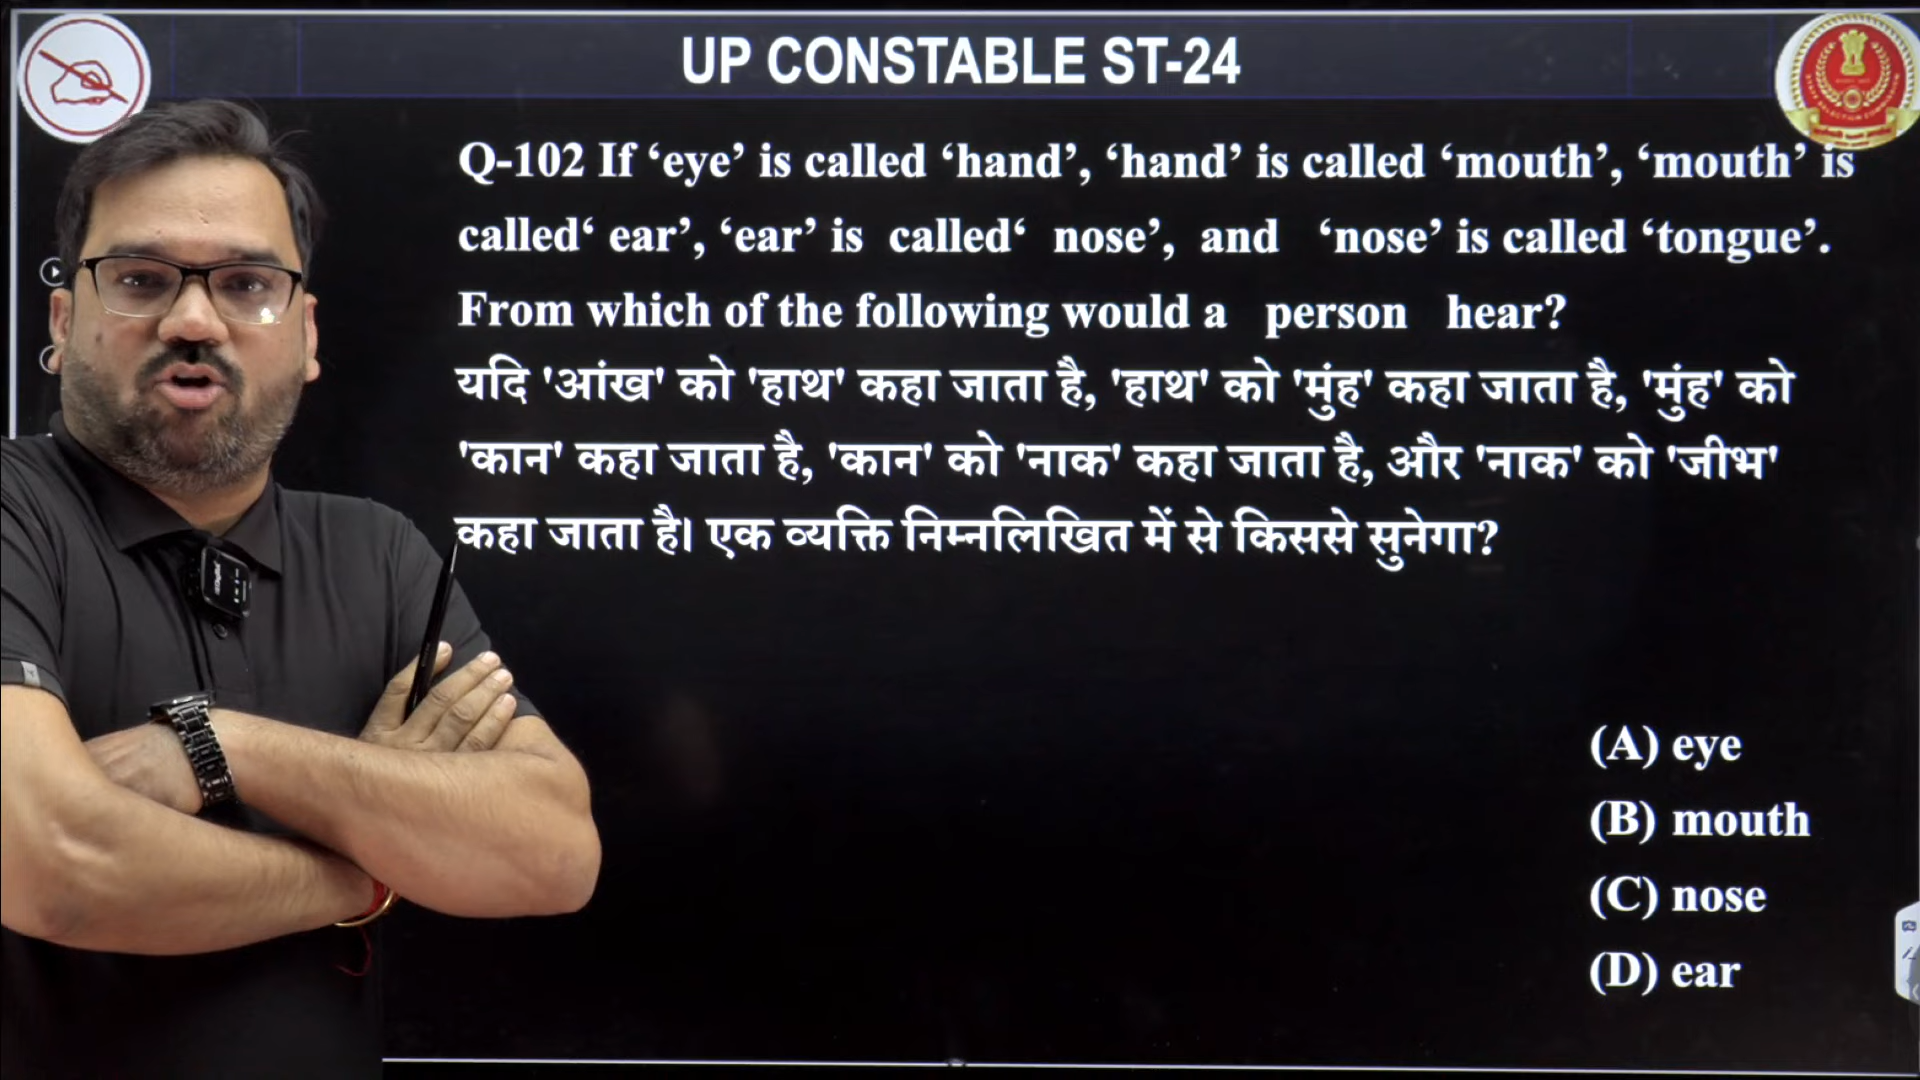 UP CONSTABLE ST-24
Q-102 If ‘eye’ is called ‘hand’, ‘hand’ is called ‘mouth’, ‘mouth’ is
called‘ ear’, ‘ear’ is called‘ nose’, and ‘nose’ is called ‘tongue’.
From which of the following would a person hear?
यदि 'आंख' को 'हाथ' कहा जाता है, 'हाथ' को 'मुंह' कहा जाता है, 'मुंह' को
'कान' कहा जाता है, 'कान' को 'नाक' कहा जाता है, और 'नाक' को 'जीभ'
कहा जाता है। एक व्यक्ति निम्नलिखित में से किससे सुनेगा?
(A) eye
(B) mouth
(C) nose
(D) ear